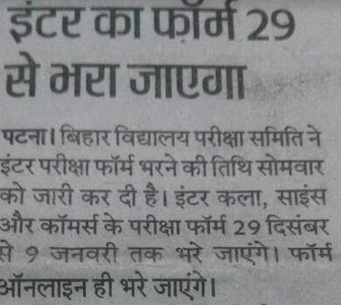 इंटर का फॉर्म 29
से भरा जाएगा
पटना। बिहार विद्यालय परीक्षा समिति ने
इंटर परीक्षा फॉर्म भरने की तिथि सोमवार
को जारी कर दी है। इंटर कला, साइंस
और कॉमर्स के परीक्षा फॉर्म 29 दिसंबर
से 9 जनवरी तक भरे जाएंगे। फॉर्म
ऑनलाइन ही भरे जाएंगे।